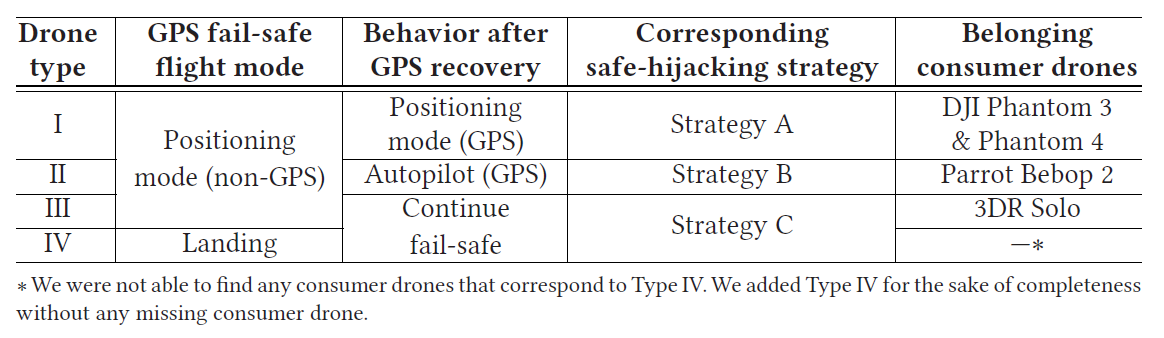 Drone type GPS fail-safe flight mode Behavior after GPS recovery Corresponding safe-hijacking strategy Belonging consumer drones
I Positioning mode (non-GPS) Positioning mode (GPS) Strategy A DJI Phantom 3 & Phantom 4
II Autopilot (GPS) Strategy B Parrot Bebop 2
III Continue fail-safe Strategy C 3DR Solo
IV Landing —*
* We were not able to find any consumer drones that correspond to Type IV. We added Type IV for the sake of completeness
without any missing consumer drone.